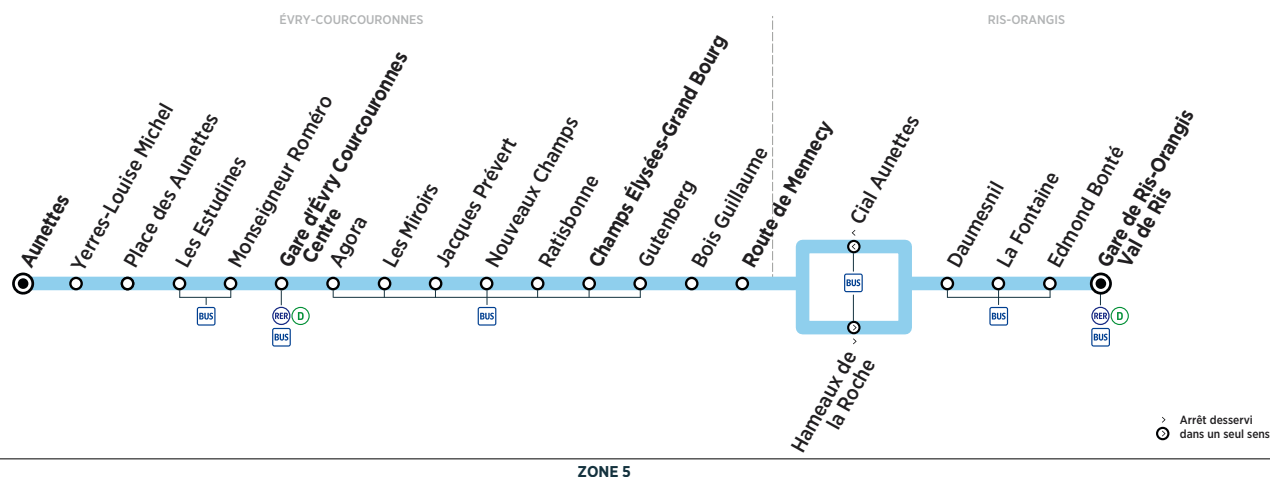 ÉVRY-COURCOURONNES
RIS-ORANGIS
Aunettes
Yerres-Louise Michel
Place des Aunettes
Les Estudines
Monseigneur Roméro
Gare d'Évry Courcouronnes
Centre
Agora
Les Miroirs
Jacques Prévert
Nouveaux Champs
Ratisbonne
Champs Élysées-Grand Bourg
Gutenberg
Bois Guillaume
Route de Mennecy
Cial Aunettes
Hameaux de
la Roche
Daumesnil
La Fontaine
Edmond Bonté
Gare de Ris-Orangis
Val de Ris
BUS
RER D
BUS
BUS
BUS
BUS
RER D
BUS
Arrêt desservi
dans un seul sens
ZONE 5